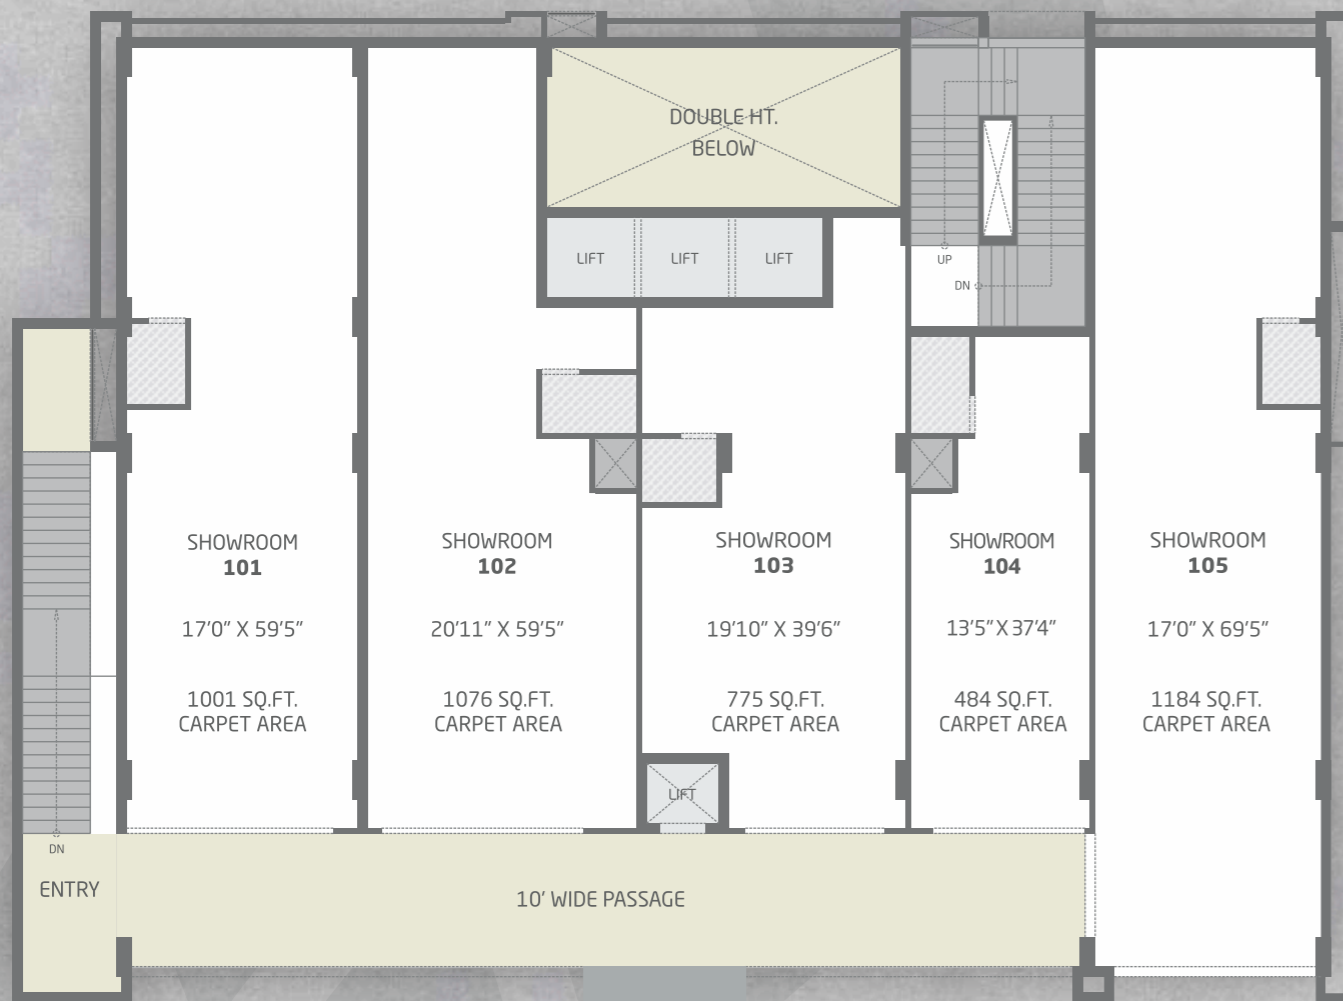 DOUBLE HT.
BELOW
LIFT
LIFT
LIFT
UP
DN
SHOWROOM
101
17'0" X 59'5"
1001 SQ.FT.
CARPET AREA
SHOWROOM
102
20'11" X 59'5"
1076 SQ.FT.
CARPET AREA
SHOWROOM
103
19'10" X 39'6"
775 SQ.FT.
CARPET AREA
SHOWROOM
104
13'5" X 37'4"
484 SQ.FT.
CARPET AREA
SHOWROOM
105
17'0" X 69'5"
1184 SQ.FT.
CARPET AREA
LIFT
DN
ENTRY
10' WIDE PASSAGE